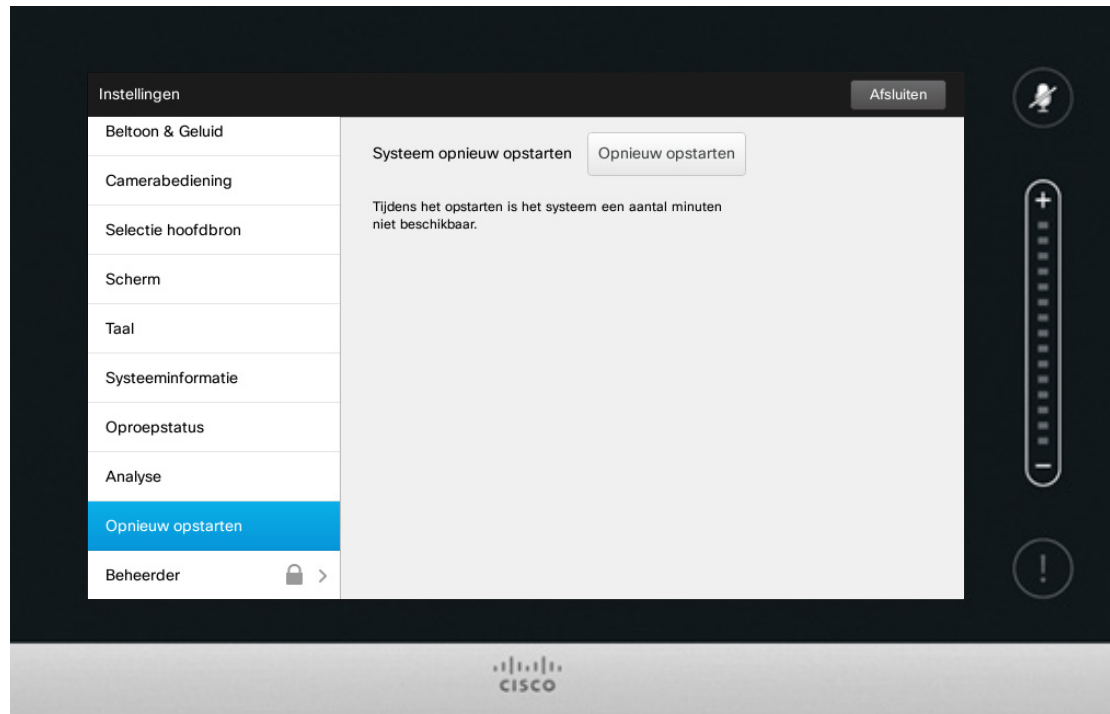 Instellingen
Afsluiten
Beltoon & Geluid
Camerabediening
Selectie hoofdbron
Scherm
Taal
Systeeminformatie
Oproepstatus
Analyse
Opnieuw opstarten
Beheerder
Systeem opnieuw opstarten
Opnieuw opstarten
Tijdens het opstarten is het systeem een aantal minuten
niet beschikbaar.
+
−
!
CISCO